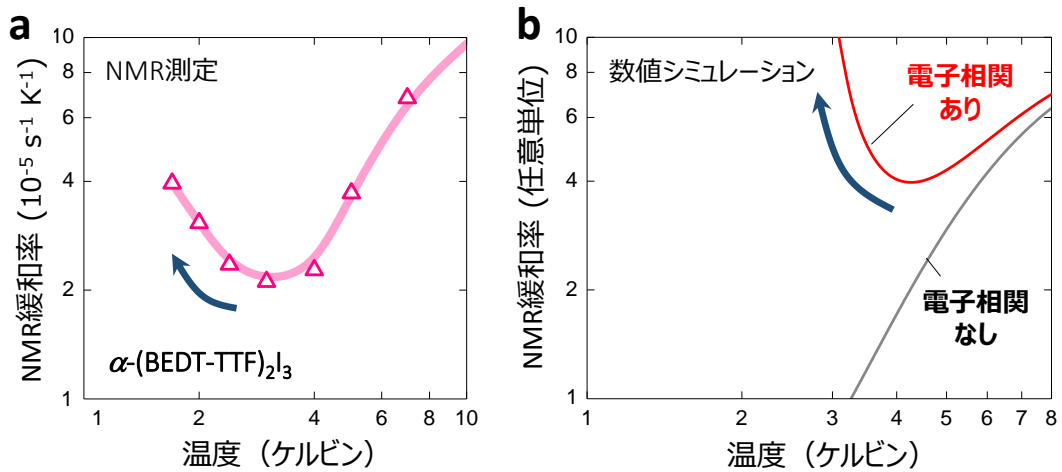 a
NMR測定
10
8
6
4
2
1
NMR緩和率 (10⁻⁵ s⁻¹ K⁻¹)
α-(BEDT-TTF)₂I₃
1
2
4
6
8
10
温度（ケルビン）
b
数値シミュレーション
電子相関
あり
電子相関
なし
10
8
6
4
2
1
NMR緩和率 (任意単位)
1
2
3
4
5
6
7
8
温度（ケルビン）